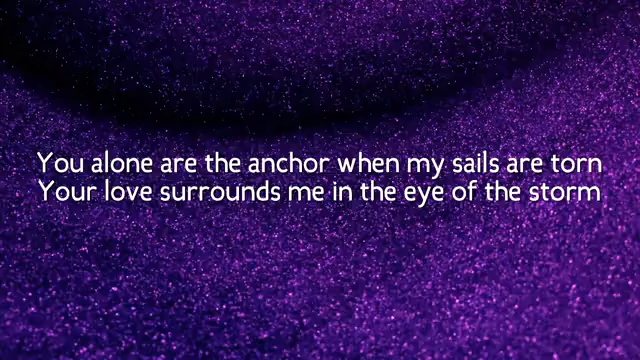 You alone are the anchor when my sails are torn
Your love surrounds me in the eye of the storm